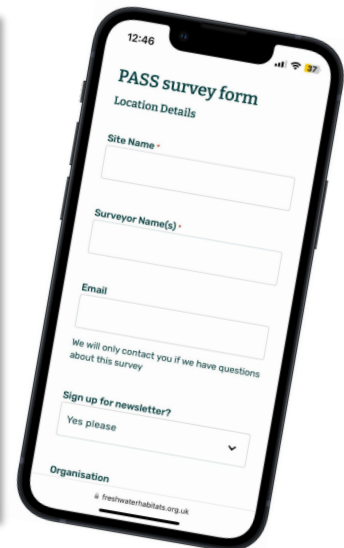 12:46
37
PASS survey form
Location Details
Site Name *
Surveyor Name(s) *
Email
We will only contact you if we have questions
about this survey
Sign up for newsletter?
Yes please
Organisation
freshwaterhabitats.org.uk